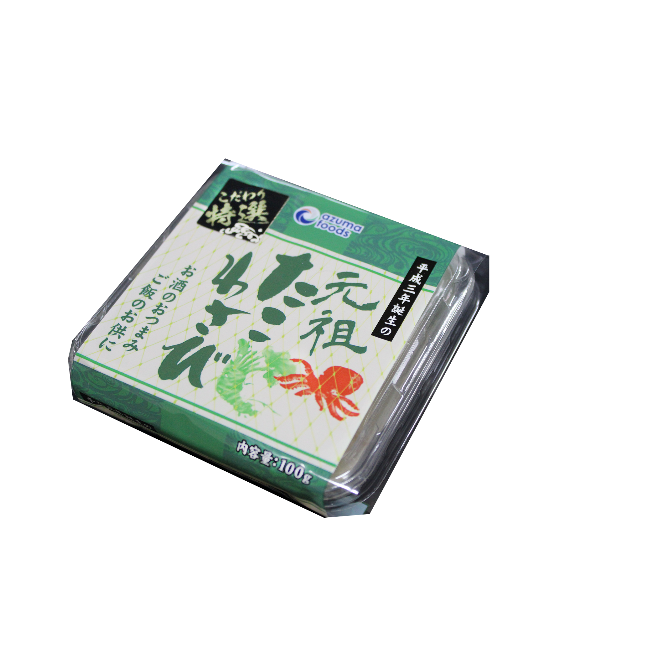 こだわり
特選
azuma
foods
平成三年誕生の
元祖
たこ
わさび
お酒のおつまみ
ご飯のお供に
内容量:100g